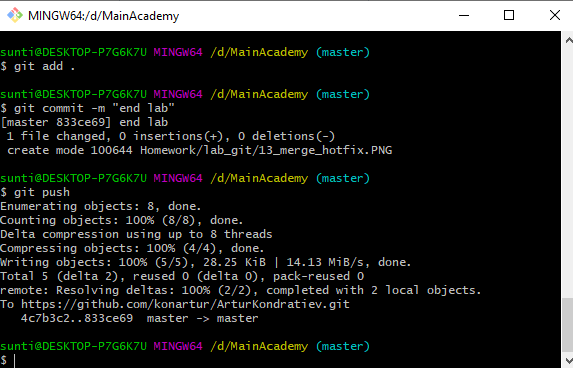 MINGW64:/d/MainAcademy
sunti@DESKTOP-P7G6K7U MINGW64 /d/MainAcademy (master)
$ git add .
sunti@DESKTOP-P7G6K7U MINGW64 /d/MainAcademy (master)
$ git commit -m "end lab"
[master 833ce69] end lab
 1 file changed, 0 insertions(+), 0 deletions(-)
 create mode 100644 Homework/lab_git/13_merge_hotfix.PNG
sunti@DESKTOP-P7G6K7U MINGW64 /d/MainAcademy (master)
$ git push
Enumerating objects: 8, done.
Counting objects: 100% (8/8), done.
Delta compression using up to 8 threads
Compressing objects: 100% (4/4), done.
Writing objects: 100% (5/5), 28.25 KiB | 14.13 MiB/s, done.
Total 5 (delta 2), reused 0 (delta 0), pack-reused 0
remote: Resolving deltas: 100% (2/2), completed with 2 local objects.
To https://github.com/konartur/ArturKondratiev.git
   4c7b3c2..833ce69  master -> master
sunti@DESKTOP-P7G6K7U MINGW64 /d/MainAcademy (master)
$